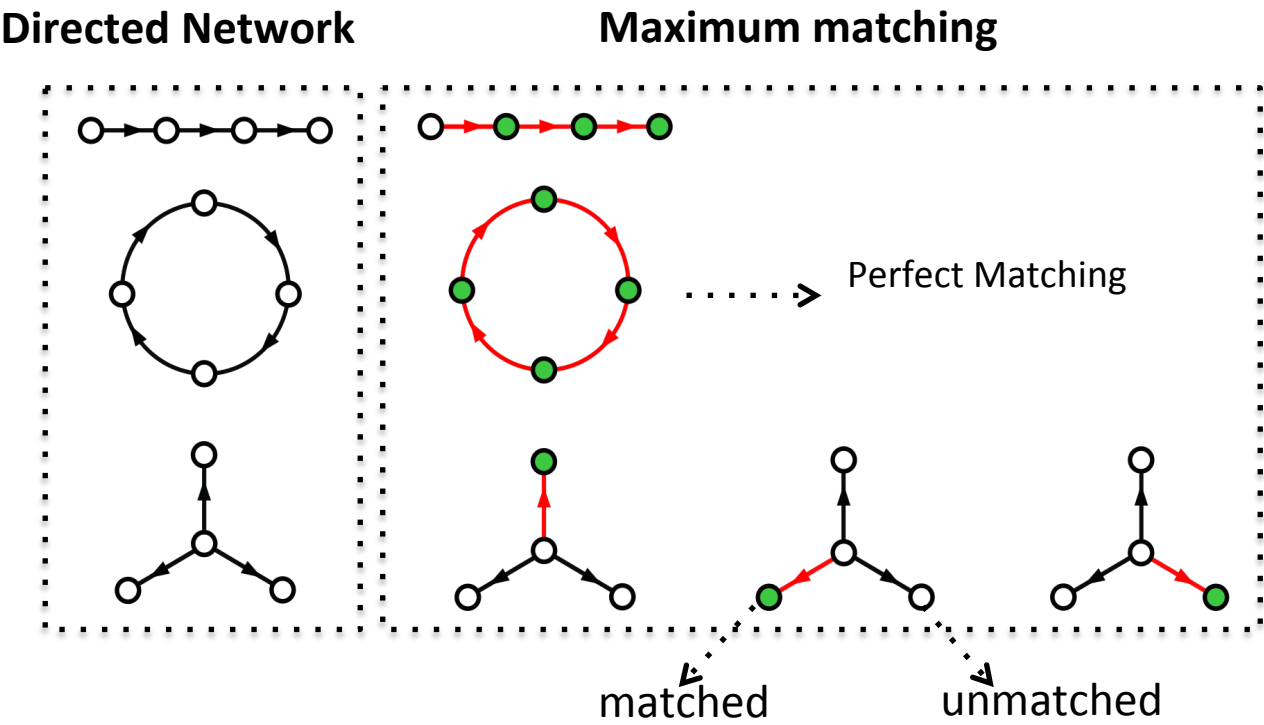 Directed Network
Maximum matching
Perfect Matching
matched
unmatched